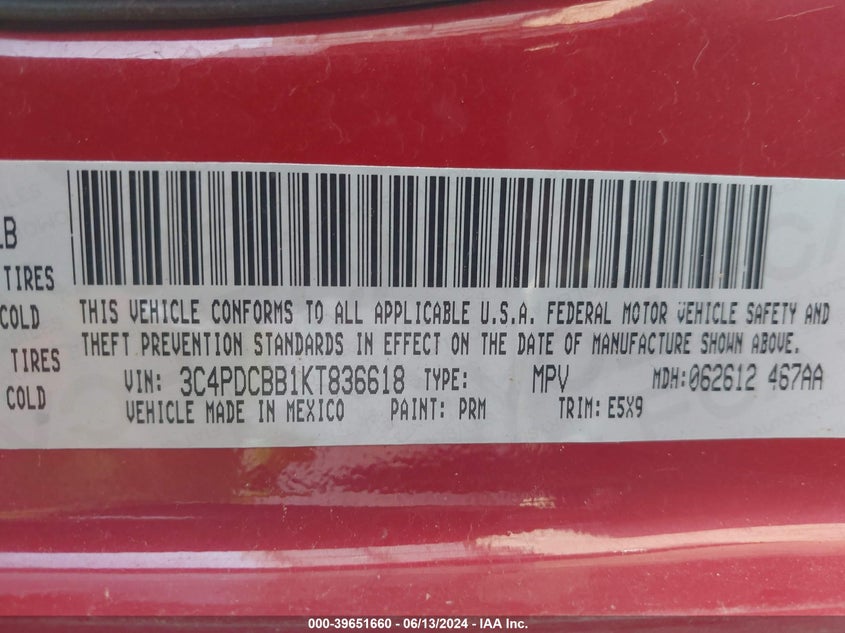 LB
TIRES
COLD
TIRES
COLD
THIS VEHICLE CONFORMS TO ALL APPLICABLE U.S.A. FEDERAL MOTOR VEHICLE SAFETY AND
THEFT PREVENTION STANDARDS IN EFFECT ON THE DATE OF MANUFACTURE SHOWN ABOVE.
VIN: 3C4PDCBB1KT836618 TYPE: MPV MDH:062612 467AA
VEHICLE MADE IN MEXICO PAINT: PRM TRIM: E5X9
000-39651660 - 06/13/2024 - IAA Inc.